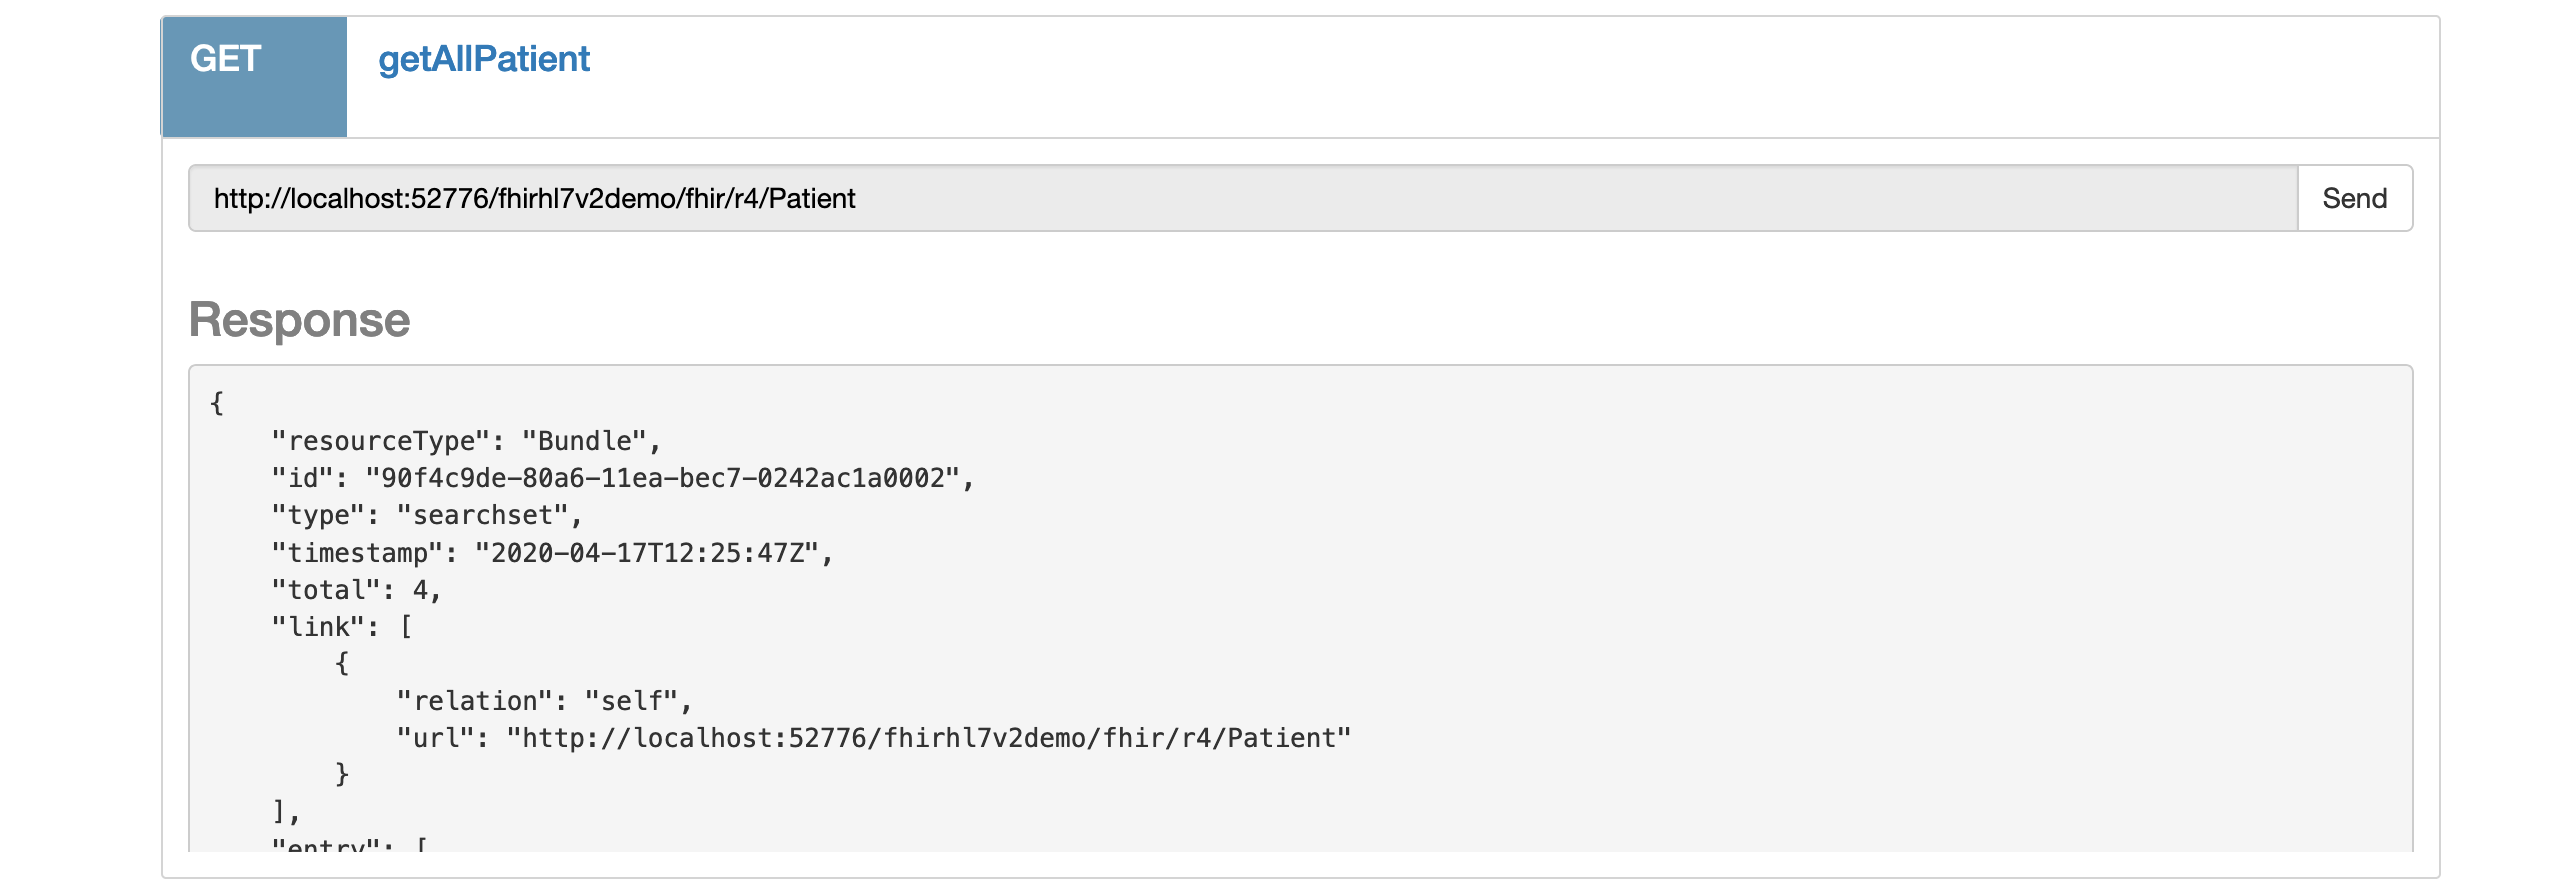 GET getAllPatient
http://localhost:52776/fhirhl7v2demo/fhir/r4/Patient Send
Response
{
    "resourceType": "Bundle",
    "id": "90f4c9de-80a6-11ea-bec7-0242ac1a0002",
    "type": "searchset",
    "timestamp": "2020-04-17T12:25:47Z",
    "total": 4,
    "link": [
        {
            "relation": "self",
            "url": "http://localhost:52776/fhirhl7v2demo/fhir/r4/Patient"
        }
    ],
    "entry": [